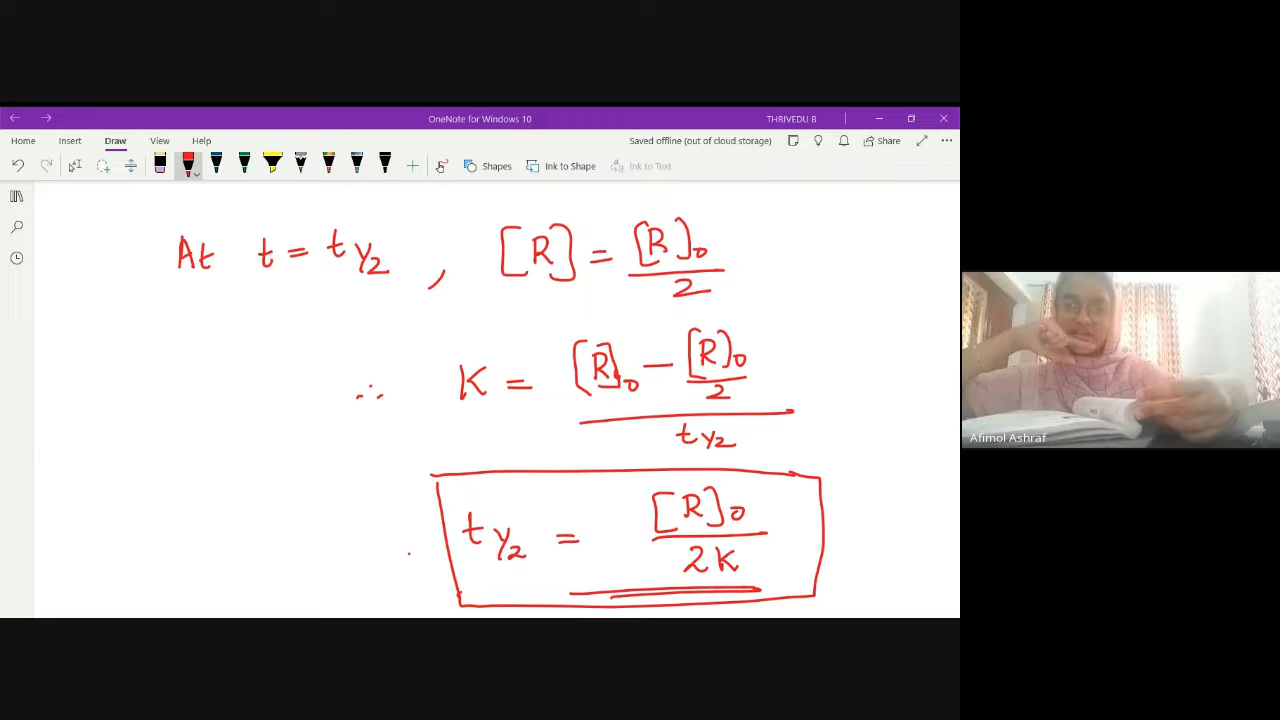 OneNote for Windows 10
THRIVEDU B
Home Insert Draw View Help
Saved offline (out of cloud storage)
Share
Shapes Ink to Shape Ink to Text
At t = t1/2 , [R] = [R]0/2
∴ K = ([R]0 − [R]0/2)/t1/2
t1/2 = [R]0/2K
Afimol Ashraf